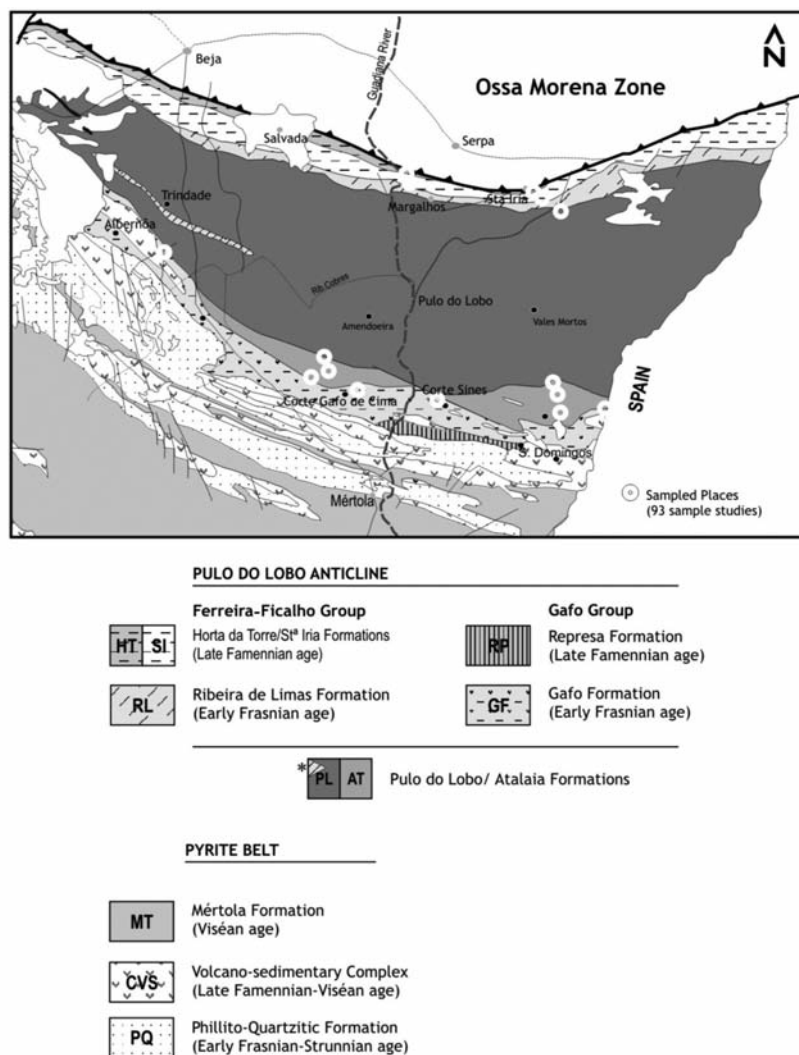 N
Beja
Guadiana River
Ossa Morena Zone
Salvada
Serpa
Margalhos
Sta Iria
Trindade
Albernôa
Rib Cobres
Pulo do Lobo
Amendoeira
Vales Mortos
SPAIN
Corte Sines
Corte Gafo de Cima
S. Domingos
Mértola
Sampled Places
(93 sample studies)
PULO DO LOBO ANTICLINE
Ferreira-Ficalho Group
HT SI
Horta da Torre/Stª Iria Formations
(Late Famennian age)
RL
Ribeira de Limas Formation
(Early Frasnian age)
Gafo Group
RP
Represa Formation
(Late Famennian age)
GF
Gafo Formation
(Early Frasnian age)
* PL AT
Pulo do Lobo/ Atalaia Formations
PYRITE BELT
MT
Mértola Formation
(Viséan age)
CVS
Volcano-sedimentary Complex
(Late Famennian-Viséan age)
PQ
Phillito-Quartzitic Formation
(Early Frasnian-Strunnian age)